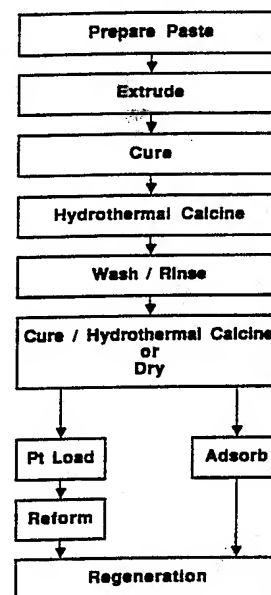 Prepare Paste
Extrude
Cure
Hydrothermal Calcine
Wash / Rinse
Cure / Hydrothermal Calcine
or
Dry
Pt Load
Adsorb
Reform
Regeneration